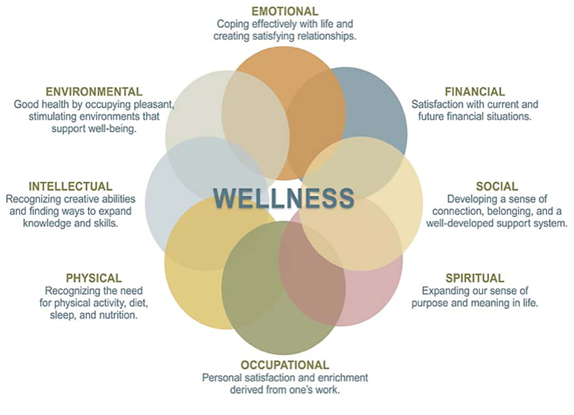 EMOTIONAL
Coping effectively with life and
creating satisfying relationships.
ENVIRONMENTAL
Good health by occupying pleasant,
stimulating environments that
support well-being.
FINANCIAL
Satisfaction with current and
future financial situations.
INTELLECTUAL
Recognizing creative abilities
and finding ways to expand
knowledge and skills.
WELLNESS
SOCIAL
Developing a sense of
connection, belonging, and a
well-developed support system.
PHYSICAL
Recognizing the need
for physical activity, diet,
sleep, and nutrition.
SPIRITUAL
Expanding our sense of
purpose and meaning in life.
OCCUPATIONAL
Personal satisfaction and enrichment
derived from one's work.